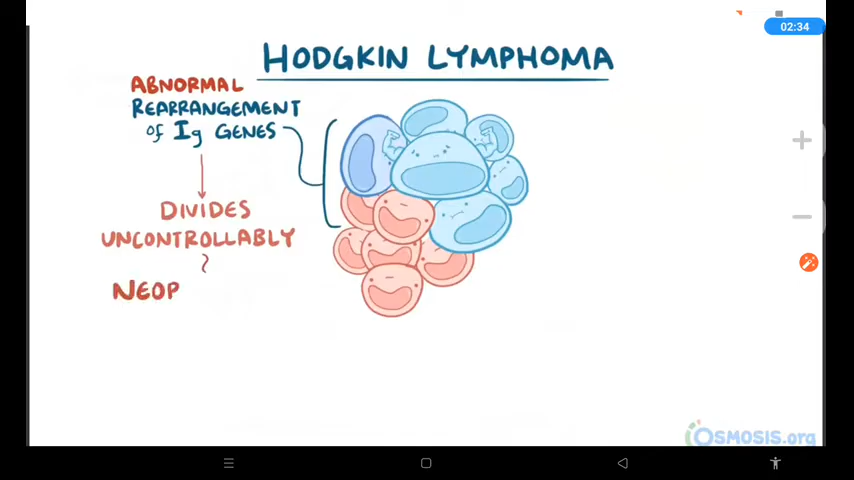 02:34
HODGKIN LYMPHOMA
ABNORMAL
REARRANGEMENT
of Ig GENES
DIVIDES
UNCONTROLLABLY
NEOP
OSMOSIS.org